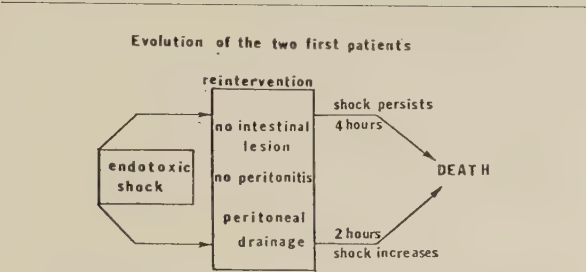 Evolution of the two first patients
reintervention
no intestinal
lesion
no peritonitis
peritoneal
drainage
endotoxic
shock
shock persists
4 hours
DEATH
2 hours
shock increases